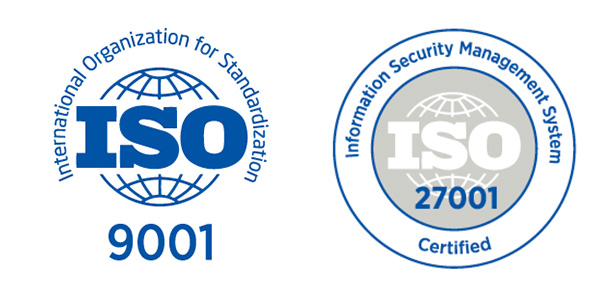 International Organization for Standardization
ISO
9001
Information Security Management System
ISO
27001
Certified